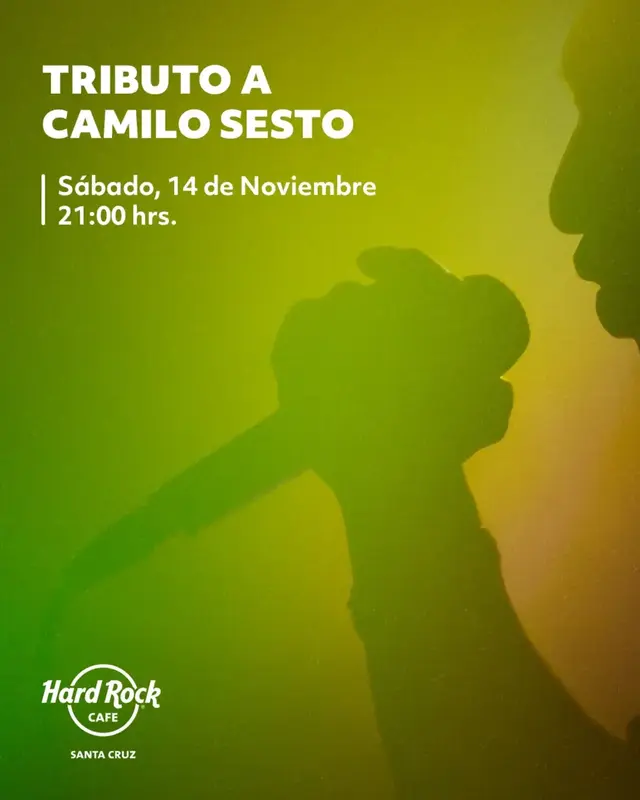 TRIBUTO A
CAMILO SESTO
Sábado, 14 de Noviembre
21:00 hrs.
Hard Rock
CAFE
SANTA CRUZ